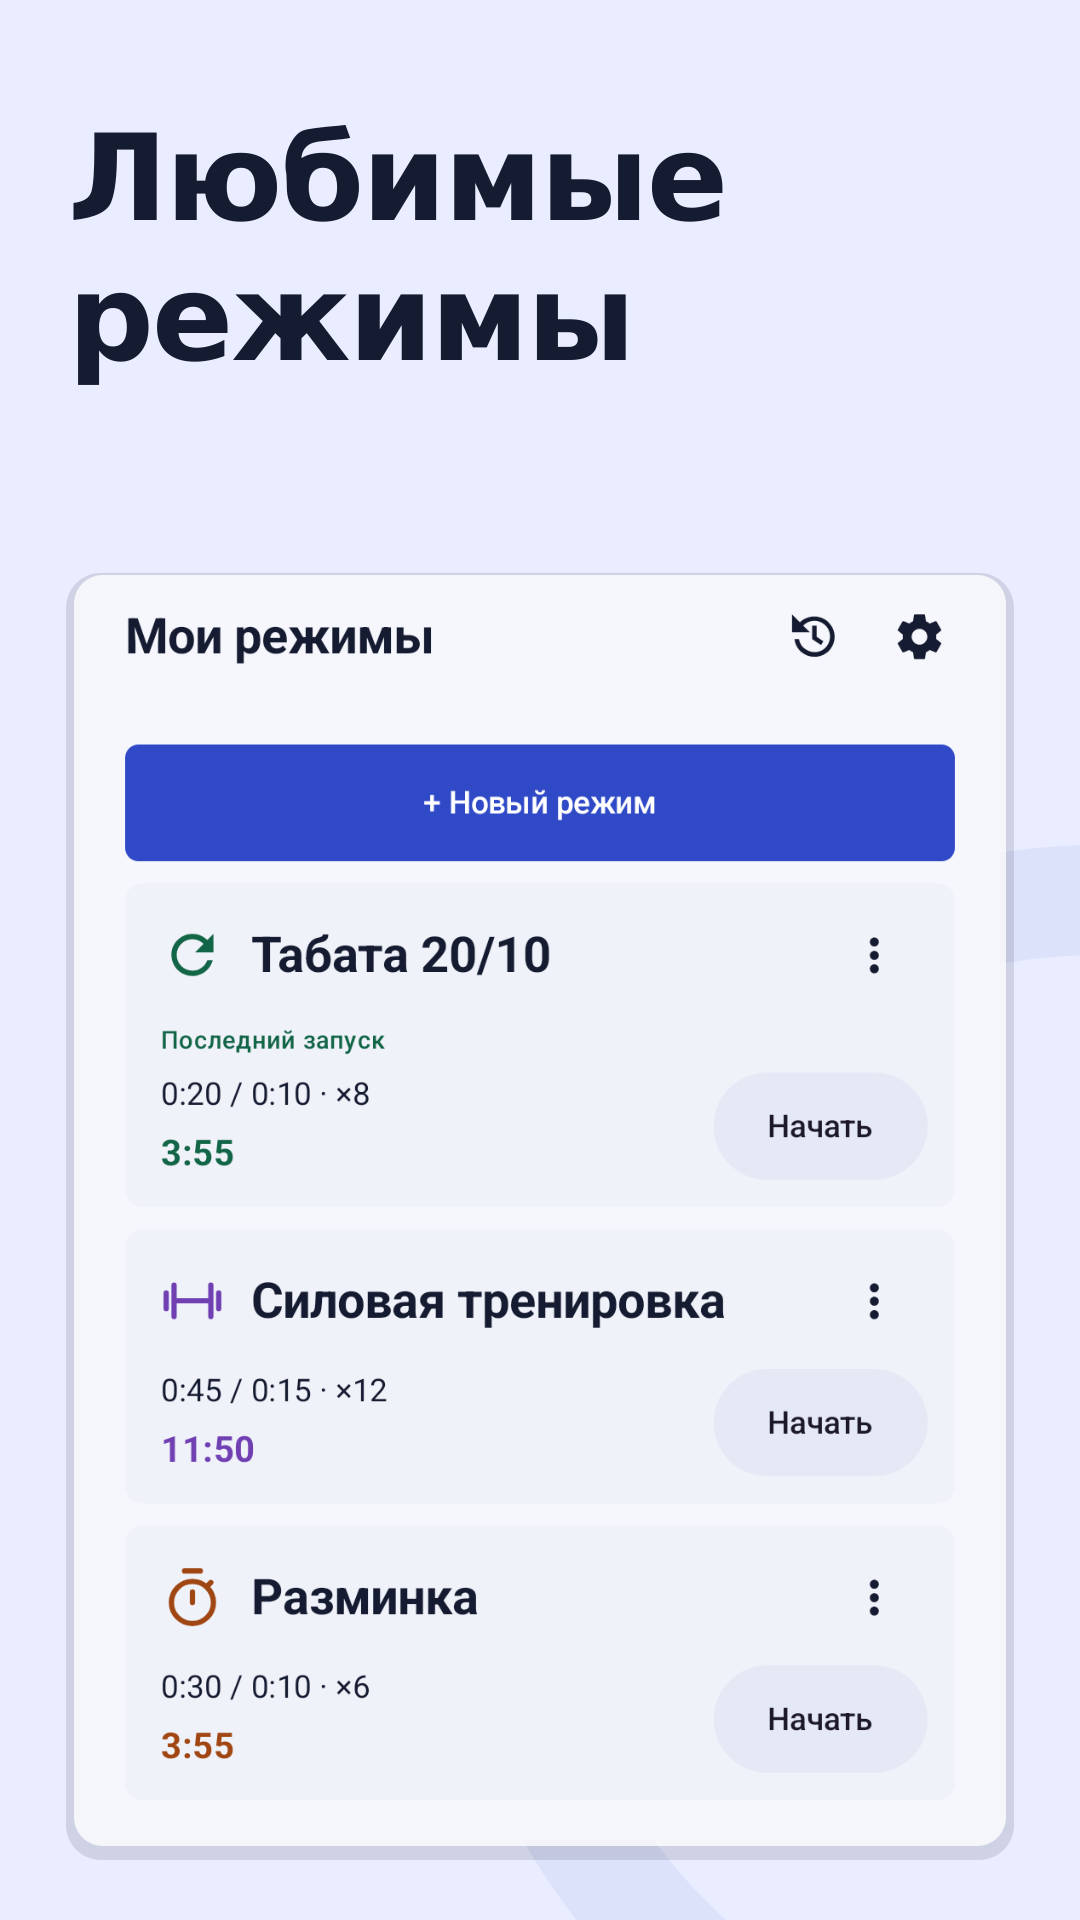 Любимые
режимы
Мои режимы
+ Новый режим
Табата 20/10
Последний запуск
0:20 / 0:10 · ×8
3:55
Начать
Силовая тренировка
0:45 / 0:15 · ×12
11:50
Начать
Разминка
0:30 / 0:10 · ×6
3:55
Начать